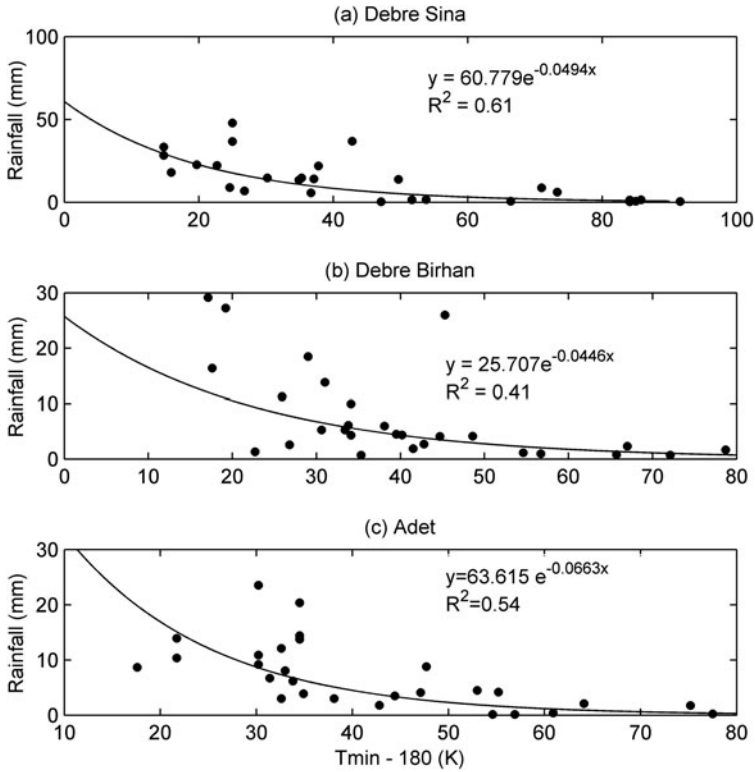 (a) Debre Sina
Rainfall (mm)
100
50
0
y = 60.779e^-0.0494x
R^2 = 0.61
0 20 40 60 80 100
(b) Debre Birhan
Rainfall (mm)
30
20
10
0
y = 25.707e^-0.0446x
R^2 = 0.41
0 10 20 30 40 50 60 70 80
(c) Adet
Rainfall (mm)
30
20
10
0
y=63.615 e^-0.0663x
R^2=0.54
10 20 30 40 50 60 70 80
Tmin - 180 (K)